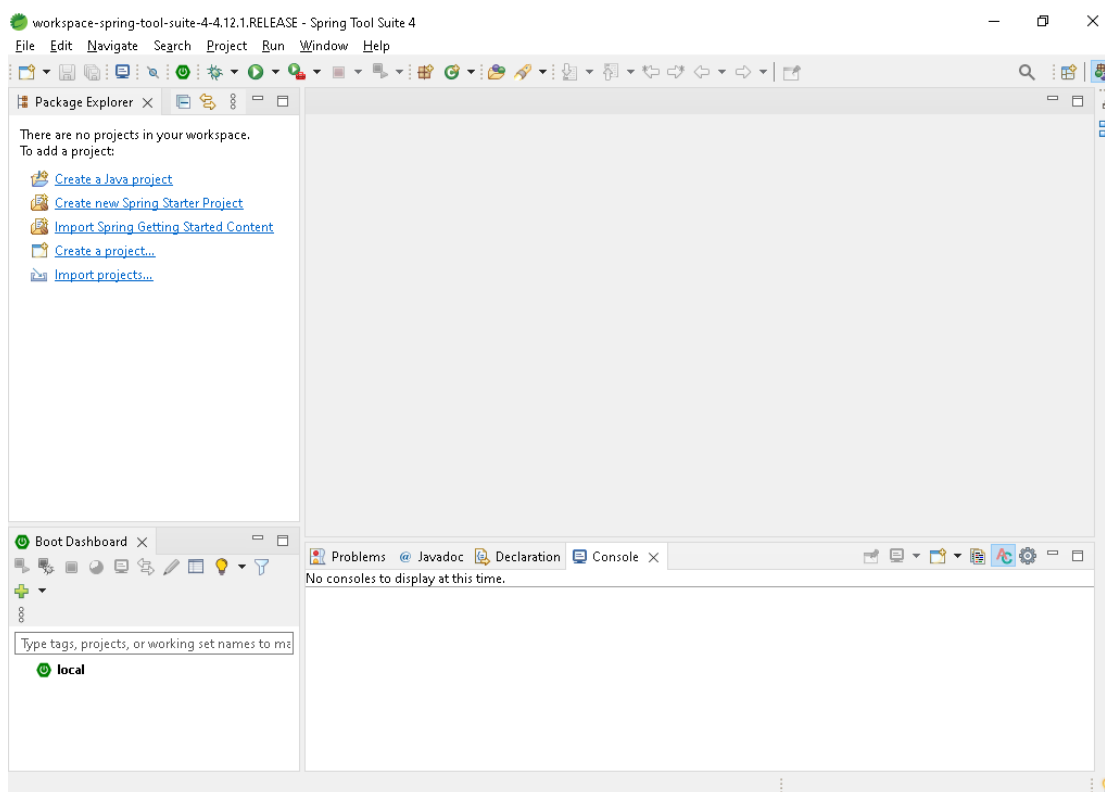 workspace-spring-tool-suite-4-4.12.1.RELEASE - Spring Tool Suite 4
File Edit Navigate Search Project Run Window Help
Package Explorer
There are no projects in your workspace.
To add a project:
Create a Java project
Create new Spring Starter Project
Import Spring Getting Started Content
Create a project...
Import projects...
Boot Dashboard
Type tags, projects, or working set names to ma
local
Problems @ Javadoc Declaration Console
No consoles to display at this time.